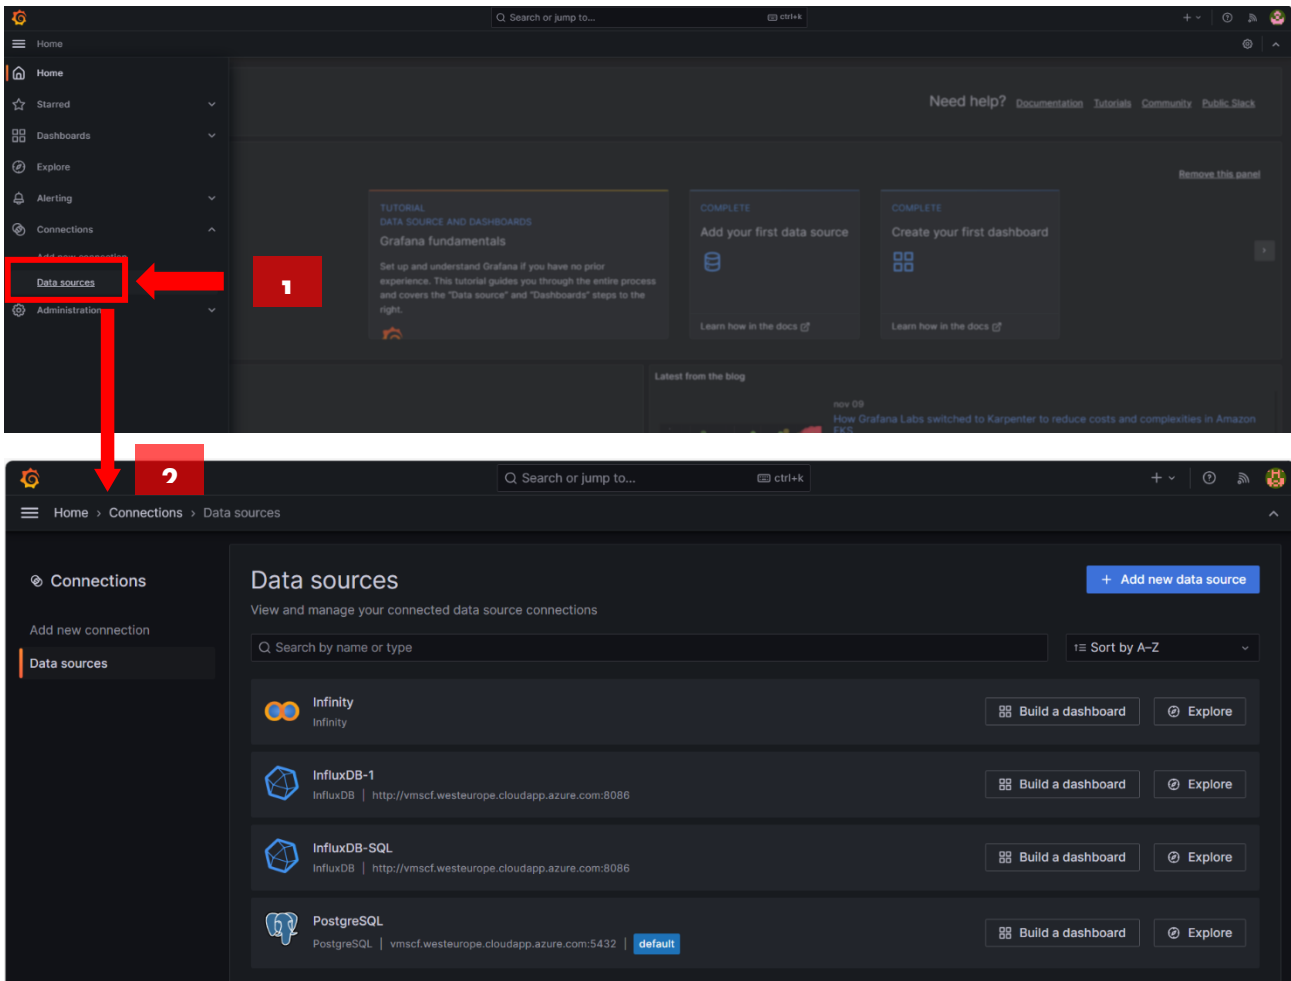 Search or jump to...
ctrl+k
Home
Home
Starred
Dashboards
Explore
Alerting
Connections
Add new connection
Data sources
Administration
1
Need help? Documentation Tutorials Community Public Slack
Remove this panel
TUTORIAL
DATA SOURCE AND DASHBOARDS
Grafana fundamentals
Set up and understand Grafana if you have no prior
experience. This tutorial guides you through the entire process
and covers the "Data source" and "Dashboards" steps to the
right.
COMPLETE
Add your first data source
Learn how in the docs
COMPLETE
Create your first dashboard
Learn how in the docs
Latest from the blog
nov 09
How Grafana Labs switched to Karpenter to reduce costs and complexities in Amazon
EKS
2
Search or jump to...
ctrl+k
Home › Connections › Data sources
Connections
Add new connection
Data sources
Data sources
+ Add new data source
View and manage your connected data source connections
Search by name or type
Sort by A–Z
Infinity
Infinity
Build a dashboard
Explore
InfluxDB-1
InfluxDB | http://vmscf.westeurope.cloudapp.azure.com:8086
Build a dashboard
Explore
InfluxDB-SQL
InfluxDB | http://vmscf.westeurope.cloudapp.azure.com:8086
Build a dashboard
Explore
PostgreSQL
PostgreSQL | vmscf.westeurope.cloudapp.azure.com:5432 | default
Build a dashboard
Explore